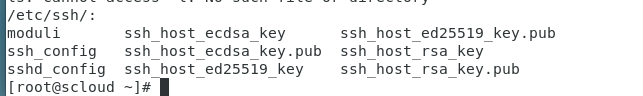 /etc/ssh/:
moduli ssh_host_ecdsa_key ssh_host_ed25519_key.pub
ssh_config ssh_host_ecdsa_key.pub ssh_host_rsa_key
sshd_config ssh_host_ed25519_key ssh_host_rsa_key.pub
[root@scloud ~]#